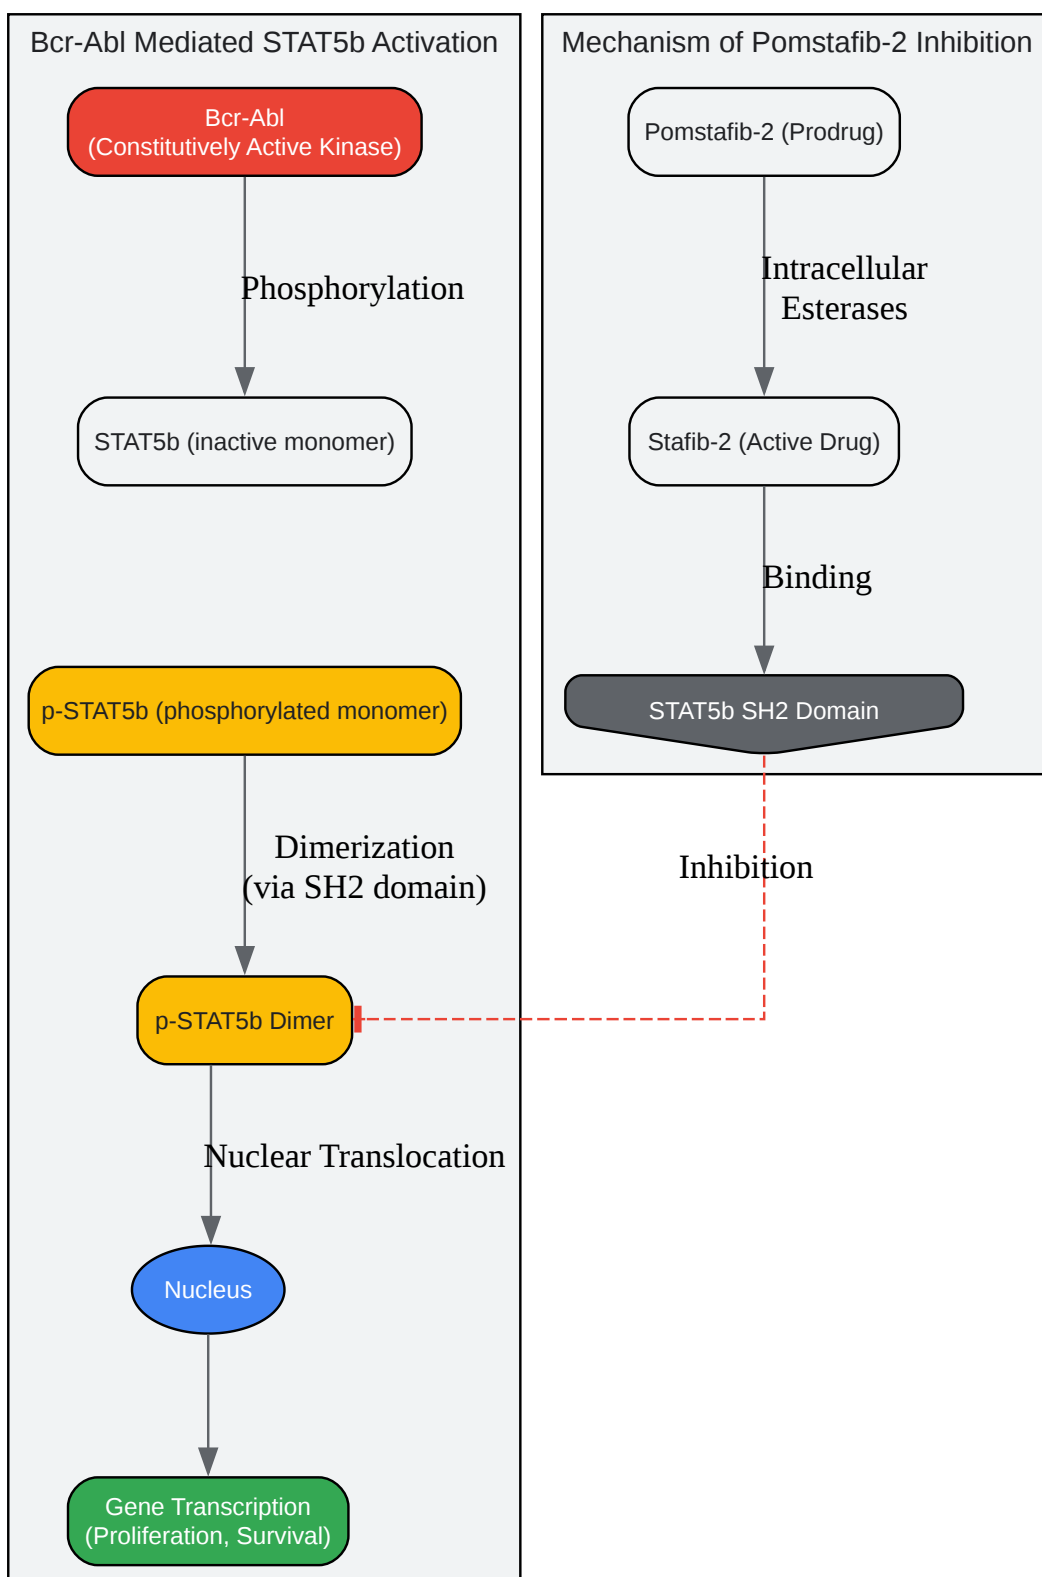 Bcr-Abl Mediated STAT5b Activation
Bcr-Abl
(Constitutively Active Kinase)
Phosphorylation
STAT5b (inactive monomer)
p-STAT5b (phosphorylated monomer)
Dimerization
(via SH2 domain)
p-STAT5b Dimer
Nuclear Translocation
Nucleus
Gene Transcription
(Proliferation, Survival)
Mechanism of Pomstafib-2 Inhibition
Pomstafib-2 (Prodrug)
Intracellular
Esterases
Stafib-2 (Active Drug)
Binding
STAT5b SH2 Domain
Inhibition